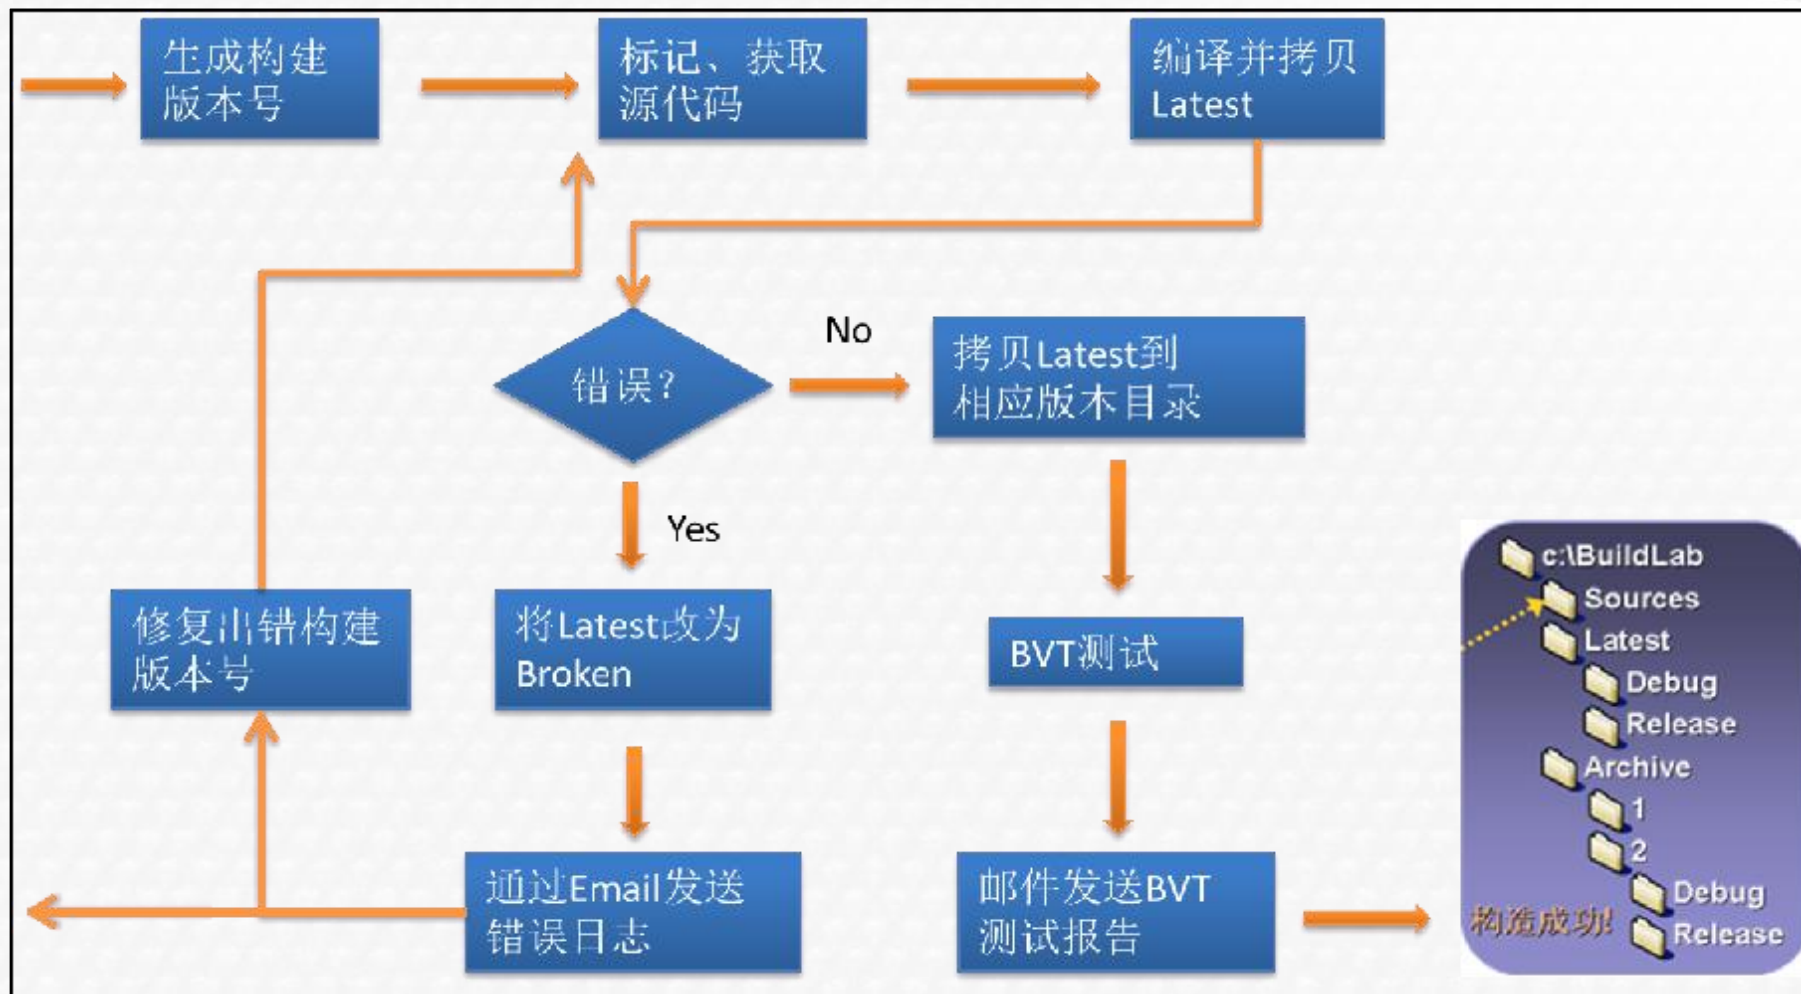 生成构建
版本号
标记、获取
源代码
编译并拷贝
Latest
错误?
No
拷贝Latest到
相应版本目录
Yes
修复出错构建
版本号
将Latest改为
Broken
BVT测试
通过Email发送
错误日志
邮件发送BVT
测试报告
c:\BuildLab
Sources
Latest
Debug
Release
Archive
1
2
Debug
构造成功!
Release